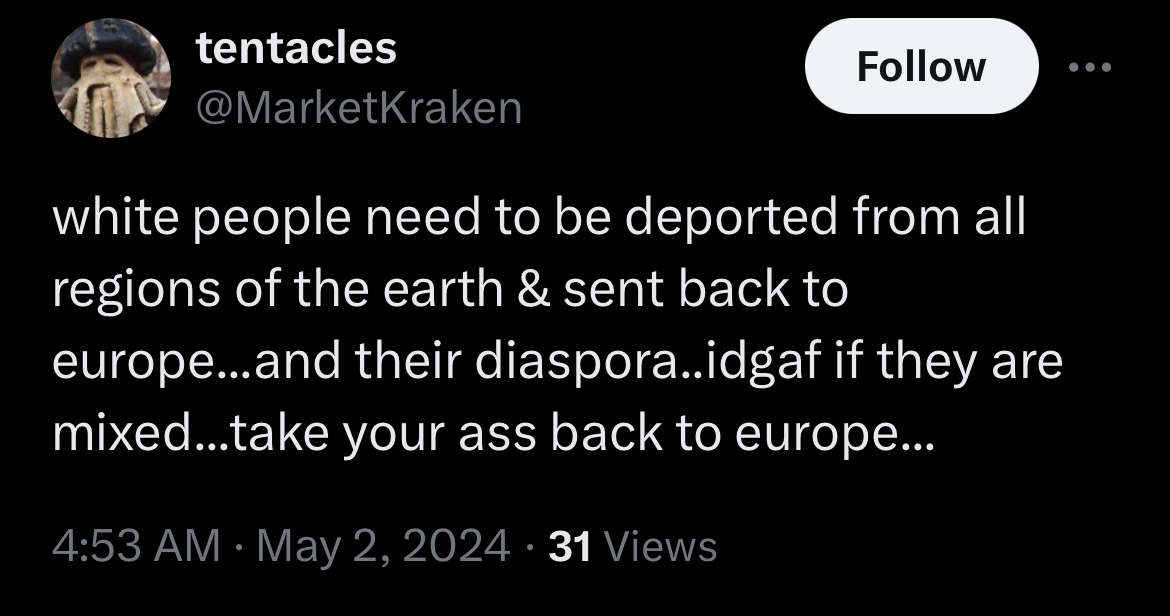 tentacles
Follow
@MarketKraken
white people need to be deported from all
regions of the earth & sent back to
europe...and their diaspora..idgaf if they are
mixed...take your ass back to europe...
4:53 AM · May 2, 2024 · 31 Views